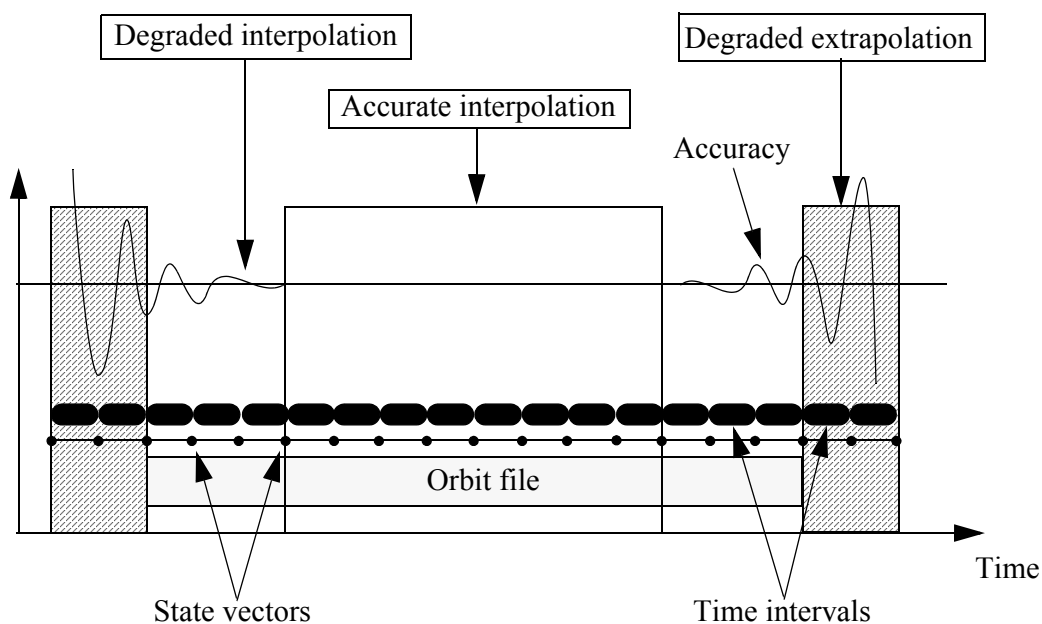 Degraded interpolation
Degraded extrapolation
Accurate interpolation
Accuracy
Orbit file
Time
State vectors
Time intervals